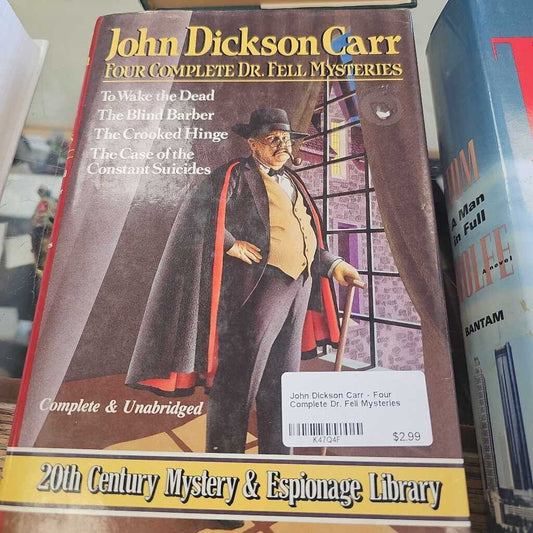 John Dickson Carr
FOUR COMPLETE DR. FELL MYSTERIES
To Wake the Dead
The Blind Barber
The Crooked Hinge
The Case of the
Constant Suicides
Complete & Unabridged
John Dickson Carr - Four
Complete Dr. Fell Mysteries
K47Q4F
$2.99
20th Century Mystery & Espionage Library
A Man
in Full
A novel
BANTAM